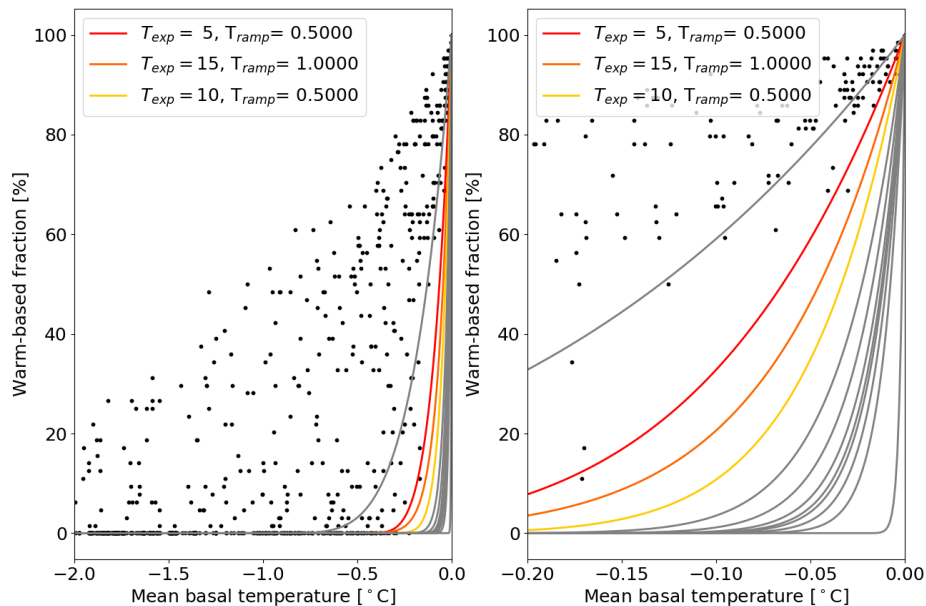 Warm-based fraction [%]
100
80
60
40
20
0
T_exp = 5, T_ramp= 0.5000
T_exp = 15, T_ramp= 1.0000
T_exp = 10, T_ramp= 0.5000
−2.0 −1.5 −1.0 −0.5 0.0
Mean basal temperature [°C]
Warm-based fraction [%]
100
80
60
40
20
0
T_exp = 5, T_ramp= 0.5000
T_exp = 15, T_ramp= 1.0000
T_exp = 10, T_ramp= 0.5000
−0.20 −0.15 −0.10 −0.05 0.00
Mean basal temperature [°C]